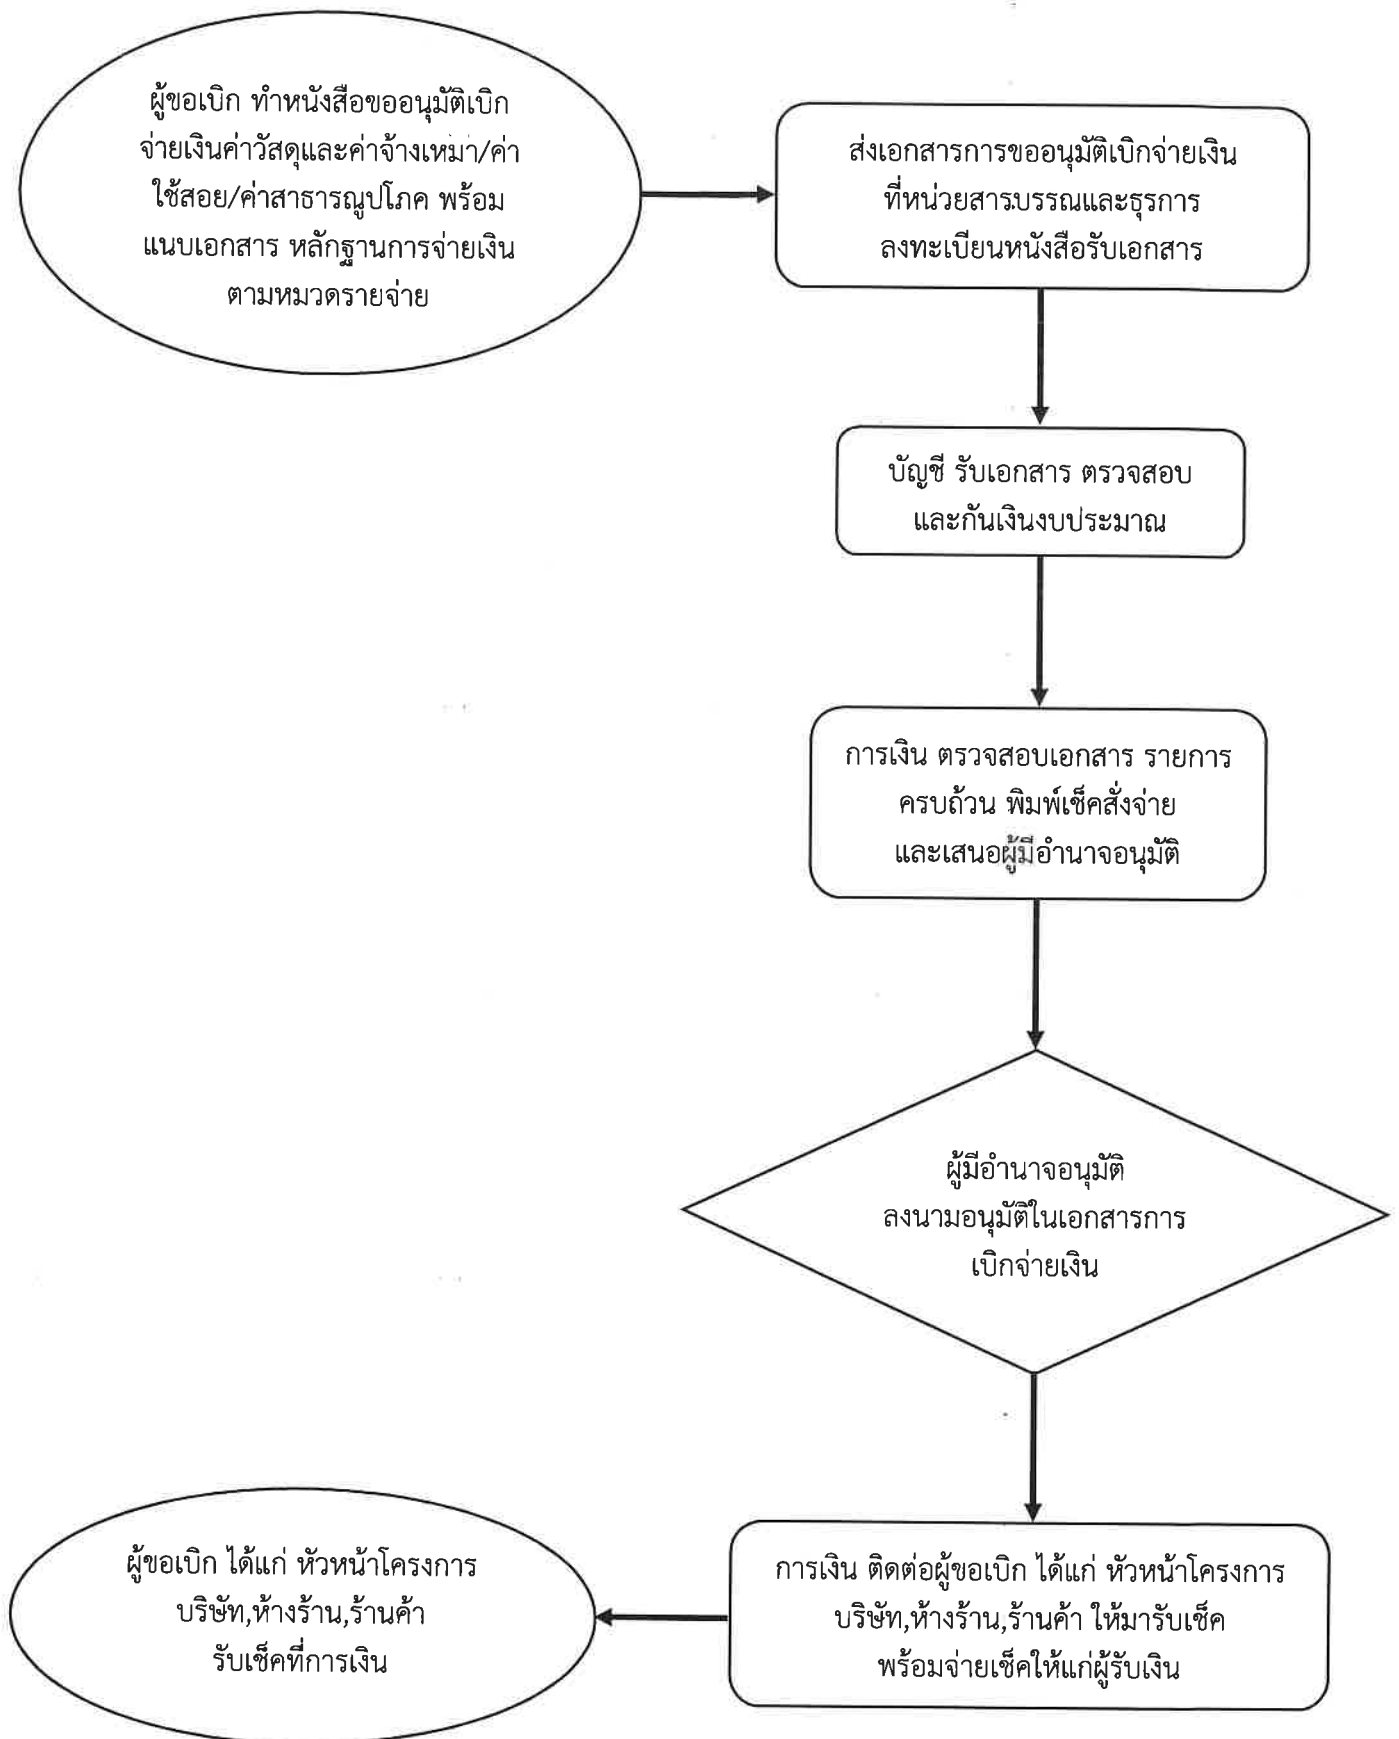 ผู้ขอเบิก ทำหนังสือขออนุมัติเบิก
จ่ายเงินค่าวัสดุและค่าจ้างเหมา/ค่า
ใช้สอย/ค่าสาธารณูปโภค พร้อม
แนบเอกสาร หลักฐานการจ่ายเงิน
ตามหมวดรายจ่าย
ส่งเอกสารการขออนุมัติเบิกจ่ายเงิน
ที่หน่วยสารบรรณและธุรการ
ลงทะเบียนหนังสือรับเอกสาร
บัญชี รับเอกสาร ตรวจสอบ
และกันเงินงบประมาณ
การเงิน ตรวจสอบเอกสาร รายการ
ครบถ้วน พิมพ์เช็คสั่งจ่าย
และเสนอผู้มีอำนาจอนุมัติ
ผู้มีอำนาจอนุมัติ
ลงนามอนุมัติในเอกสารการ
เบิกจ่ายเงิน
การเงิน ติดต่อผู้ขอเบิก ได้แก่ หัวหน้าโครงการ
บริษัท,ห้างร้าน,ร้านค้า ให้มารับเช็ค
พร้อมจ่ายเช็คให้แก่ผู้รับเงิน
ผู้ขอเบิก ได้แก่ หัวหน้าโครงการ
บริษัท,ห้างร้าน,ร้านค้า
รับเช็คที่การเงิน